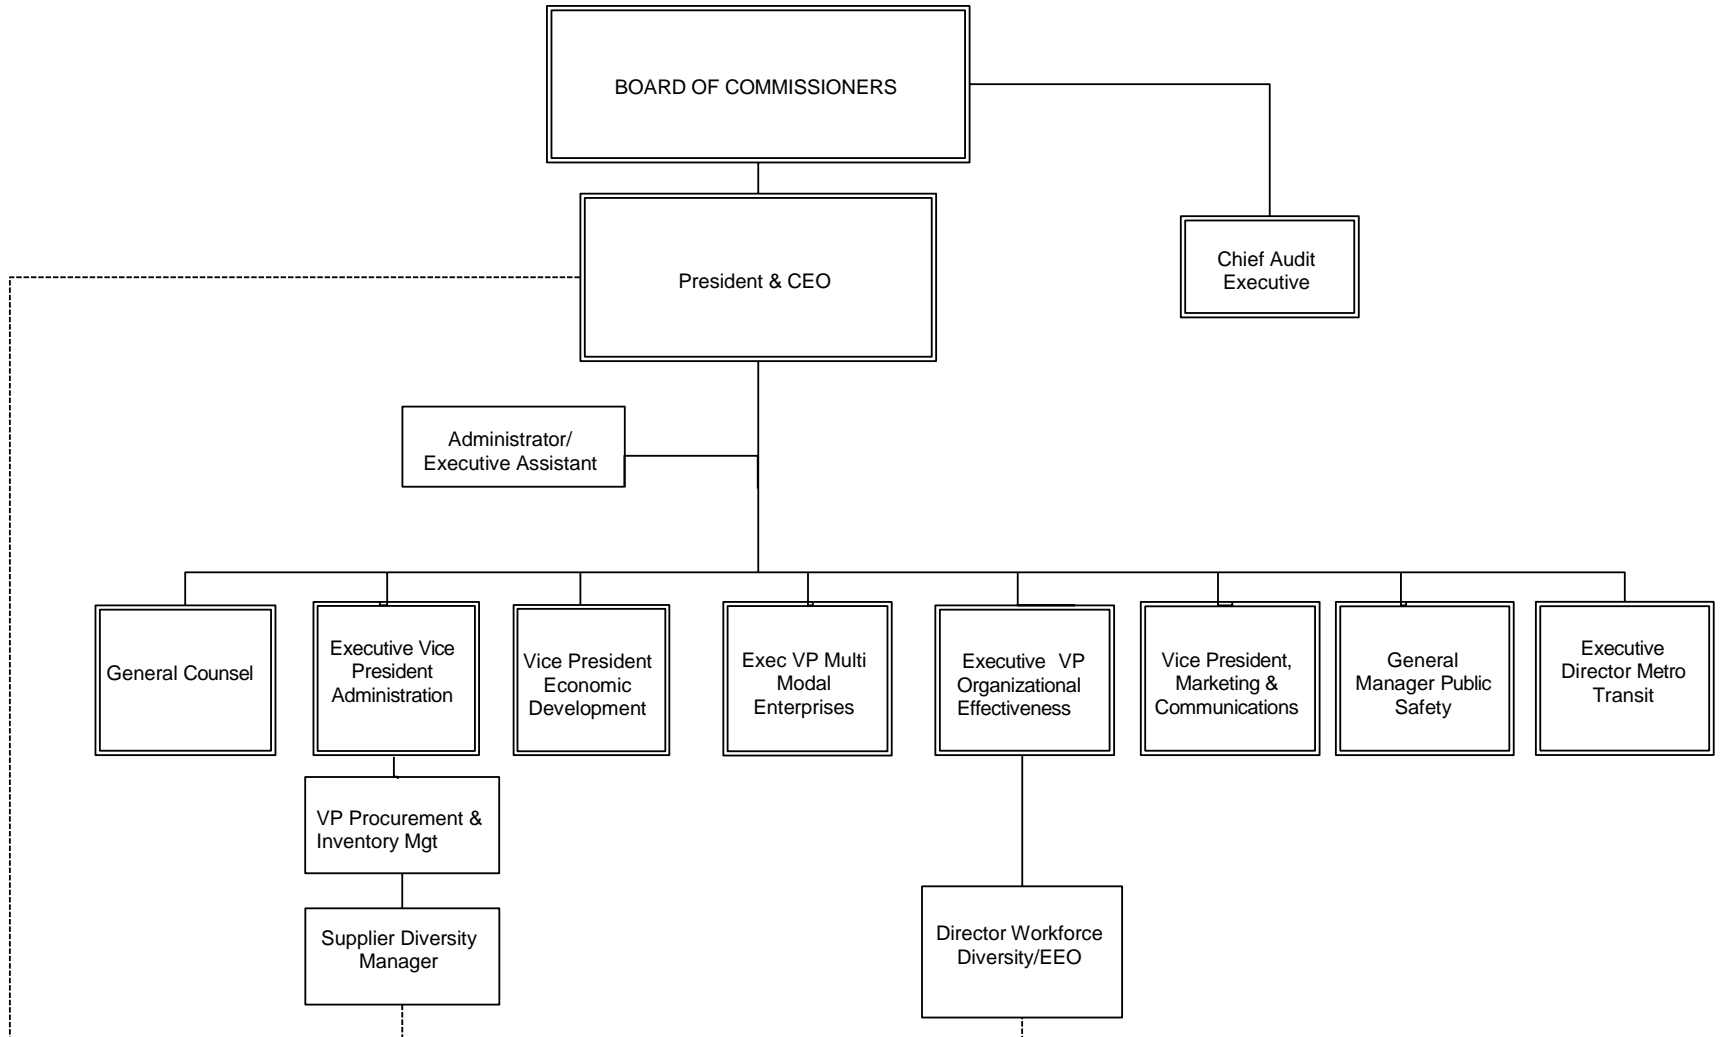 BOARD OF COMMISSIONERS
Chief Audit
Executive
President & CEO
Administrator/
Executive Assistant
General Counsel
Executive Vice
President
Administration
Vice President
Economic
Development
Exec VP Multi
Modal
Enterprises
Executive VP
Organizational
Effectiveness
Vice President,
Marketing &
Communications
General
Manager Public
Safety
Executive
Director Metro
Transit
VP Procurement &
Inventory Mgt
Supplier Diversity
Manager
Director Workforce
Diversity/EEO